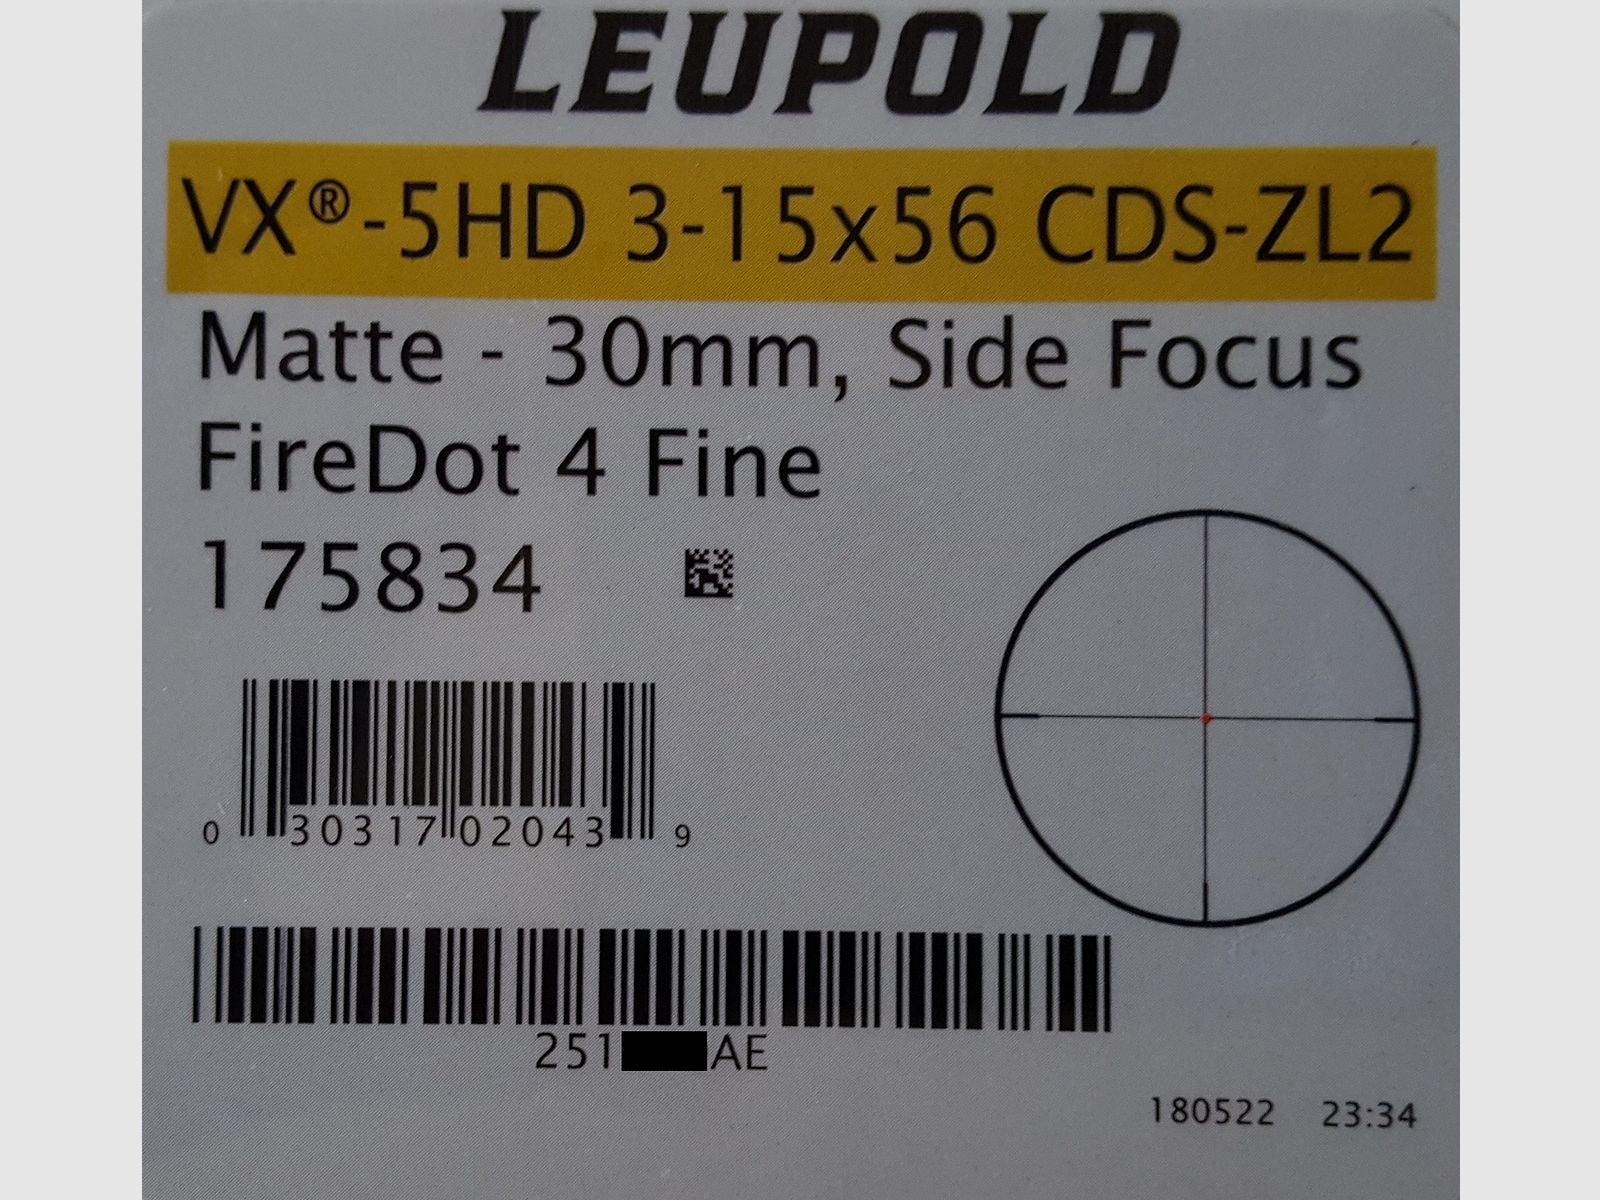 LEUPOLD
VX®-5HD 3-15x56 CDS-ZL2
Matte - 30mm, Side Focus
FireDot 4 Fine
175834
0 30317 02043 9
251 AE
180522 23:34